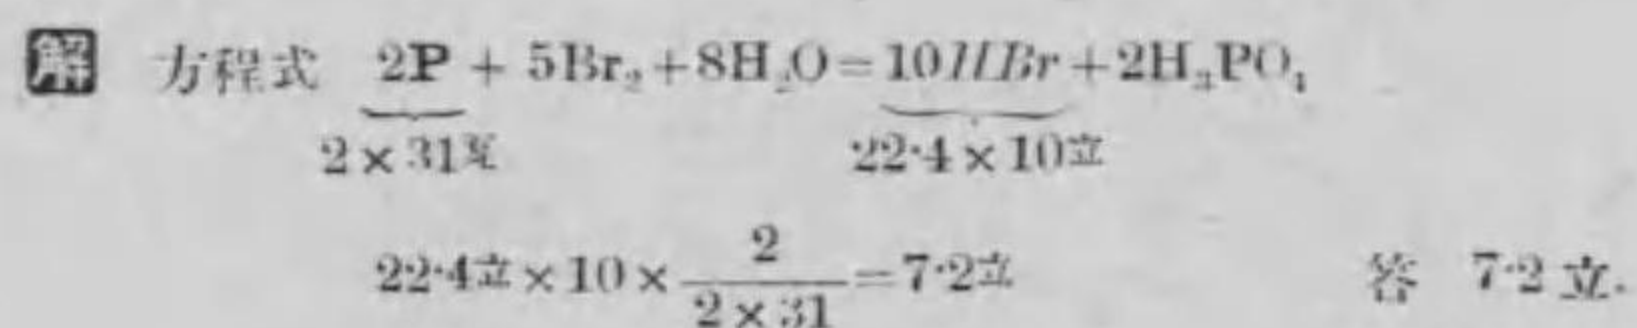 解 方程式 2P + 5Br₂ + 8H₂O = 10HBr + 2H₃PO₄
2 × 31瓦 22·4 × 10立
22·4立 × 10 × 2/(2 × 31) = 7·2立 答 7·2立.